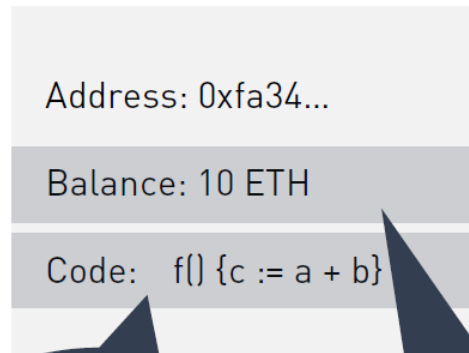 Address: 0xfa34...
Balance: 10 ETH
Code: f() {c := a + b}